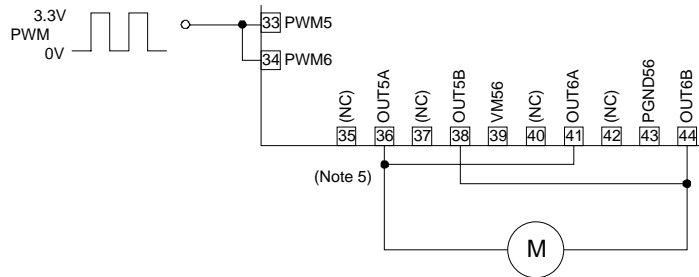 3.3V
PWM
0V
33 PWM5
34 PWM6
(NC)
OUT5A
(NC)
OUT5B
VM56
(NC)
OUT6A
(NC)
PGND56
OUT6B
35 36 37 38 39 40 41 42 43 44
(Note 5)
M